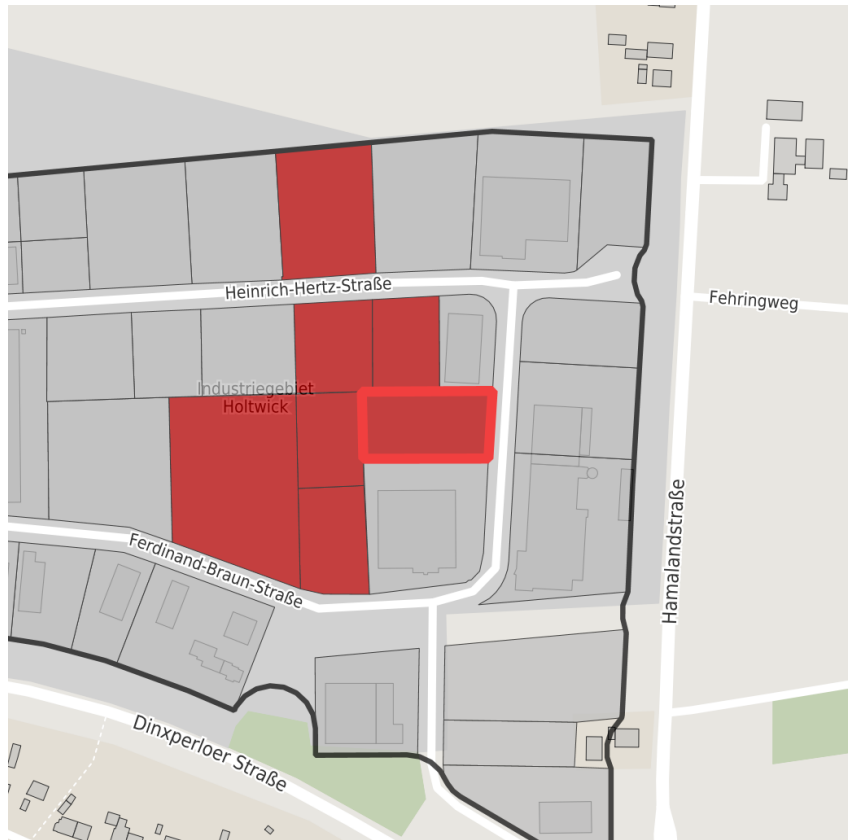 Heinrich-Hertz-Straße
Fehringweg
Industriegebiet
Holtwick
Ferdinand-Braun-Straße
Hamalandstraße
Dinxperloer Straße